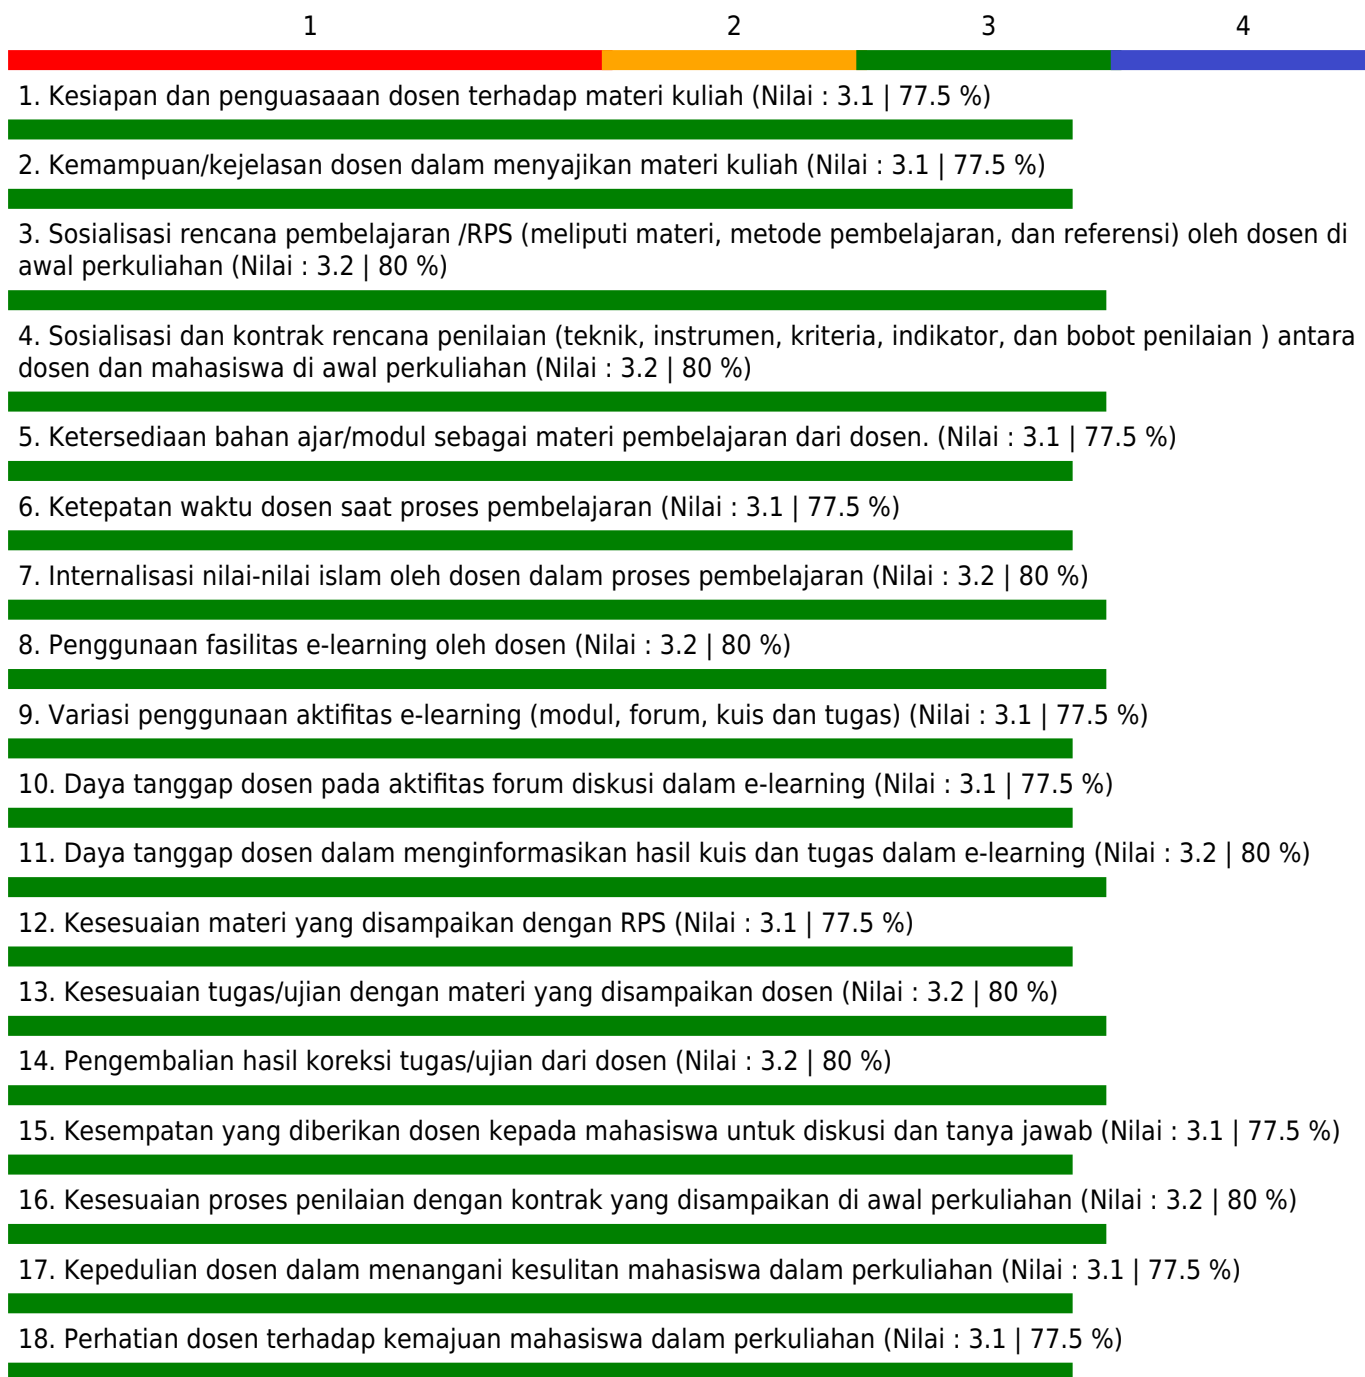 1 2 3 4
1. Kesiapan dan penguasaaan dosen terhadap materi kuliah (Nilai : 3.1 | 77.5 %)
2. Kemampuan/kejelasan dosen dalam menyajikan materi kuliah (Nilai : 3.1 | 77.5 %)
3. Sosialisasi rencana pembelajaran /RPS (meliputi materi, metode pembelajaran, dan referensi) oleh dosen di
awal perkuliahan (Nilai : 3.2 | 80 %)
4. Sosialisasi dan kontrak rencana penilaian (teknik, instrumen, kriteria, indikator, dan bobot penilaian ) antara
dosen dan mahasiswa di awal perkuliahan (Nilai : 3.2 | 80 %)
5. Ketersediaan bahan ajar/modul sebagai materi pembelajaran dari dosen. (Nilai : 3.1 | 77.5 %)
6. Ketepatan waktu dosen saat proses pembelajaran (Nilai : 3.1 | 77.5 %)
7. Internalisasi nilai-nilai islam oleh dosen dalam proses pembelajaran (Nilai : 3.2 | 80 %)
8. Penggunaan fasilitas e-learning oleh dosen (Nilai : 3.2 | 80 %)
9. Variasi penggunaan aktifitas e-learning (modul, forum, kuis dan tugas) (Nilai : 3.1 | 77.5 %)
10. Daya tanggap dosen pada aktifitas forum diskusi dalam e-learning (Nilai : 3.1 | 77.5 %)
11. Daya tanggap dosen dalam menginformasikan hasil kuis dan tugas dalam e-learning (Nilai : 3.2 | 80 %)
12. Kesesuaian materi yang disampaikan dengan RPS (Nilai : 3.1 | 77.5 %)
13. Kesesuaian tugas/ujian dengan materi yang disampaikan dosen (Nilai : 3.2 | 80 %)
14. Pengembalian hasil koreksi tugas/ujian dari dosen (Nilai : 3.2 | 80 %)
15. Kesempatan yang diberikan dosen kepada mahasiswa untuk diskusi dan tanya jawab (Nilai : 3.1 | 77.5 %)
16. Kesesuaian proses penilaian dengan kontrak yang disampaikan di awal perkuliahan (Nilai : 3.2 | 80 %)
17. Kepedulian dosen dalam menangani kesulitan mahasiswa dalam perkuliahan (Nilai : 3.1 | 77.5 %)
18. Perhatian dosen terhadap kemajuan mahasiswa dalam perkuliahan (Nilai : 3.1 | 77.5 %)